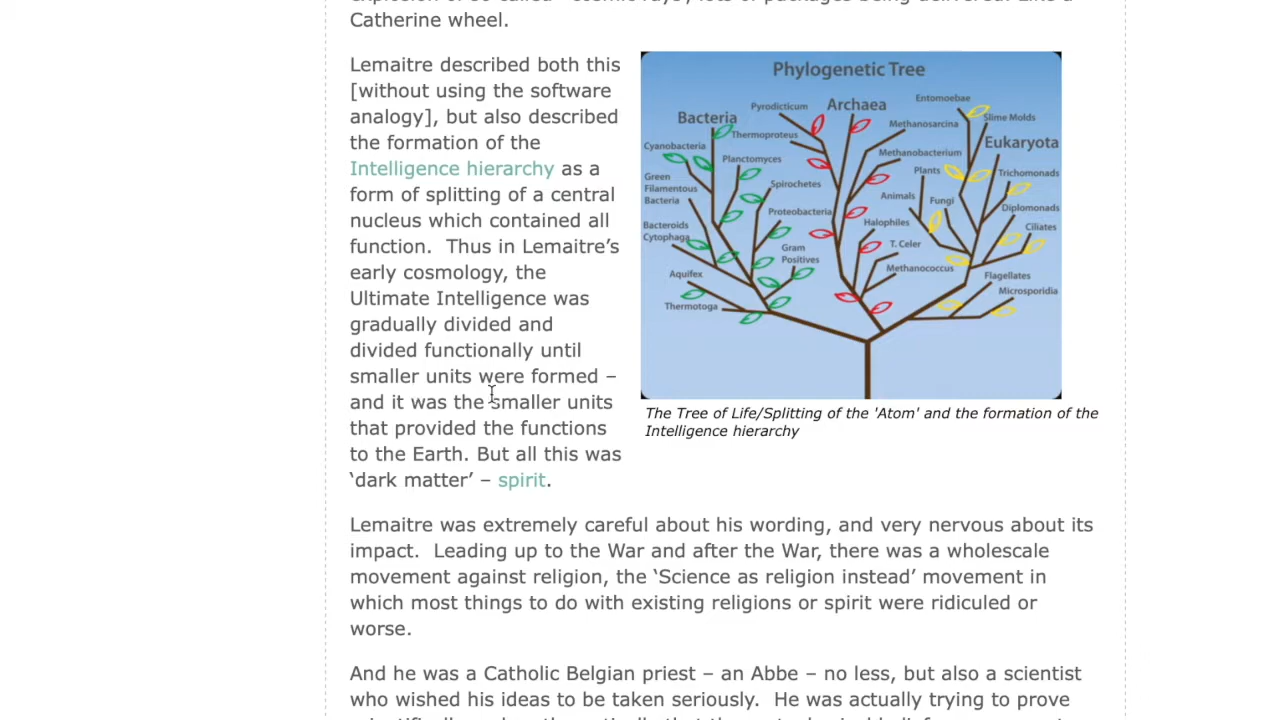 Catherine wheel.
Lemaitre described both this
[without using the software
analogy], but also described
the formation of the
Intelligence hierarchy as a
form of splitting of a central
nucleus which contained all
function.  Thus in Lemaitre’s
early cosmology, the
Ultimate Intelligence was
gradually divided and
divided functionally until
smaller units were formed –
and it was the smaller units
that provided the functions
to the Earth. But all this was
‘dark matter’ – spirit.
Phylogenetic Tree
Bacteria
Archaea
Eukaryota
Pyrodicticum
Entomoebae
Slime Molds
Thermoproteus
Methanosarcina
Cyanobacteria
Planctomyces
Methanobacterium
Plants
Trichomonads
Green
Filamentous
Bacteria
Spirochetes
Animals
Fungi
Diplomonads
Proteobacteria
Halophiles
Ciliates
Bacteroids
Cytophaga
Gram
Positives
T. Celer
Methanococcus
Aquifex
Flagellates
Microsporidia
Thermotoga
The Tree of Life/Splitting of the 'Atom' and the formation of the
Intelligence hierarchy
Lemaitre was extremely careful about his wording, and very nervous about its
impact.  Leading up to the War and after the War, there was a wholescale
movement against religion, the ‘Science as religion instead’ movement in
which most things to do with existing religions or spirit were ridiculed or
worse.
And he was a Catholic Belgian priest – an Abbe – no less, but also a scientist
who wished his ideas to be taken seriously.  He was actually trying to prove